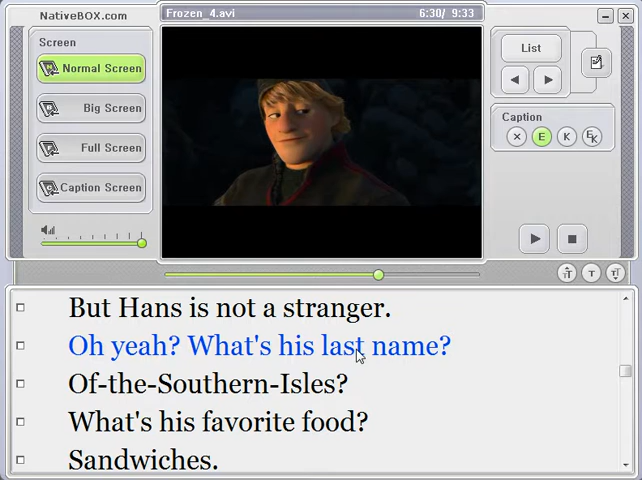 NativeBOX.com
Frozen_4.avi
6:30/ 9:33
Screen
Normal Screen
Big Screen
Full Screen
Caption Screen
List
Caption
X
E
K
EK
T
T
T
But Hans is not a stranger.
Oh yeah? What's his last name?
Of-the-Southern-Isles?
What's his favorite food?
Sandwiches.